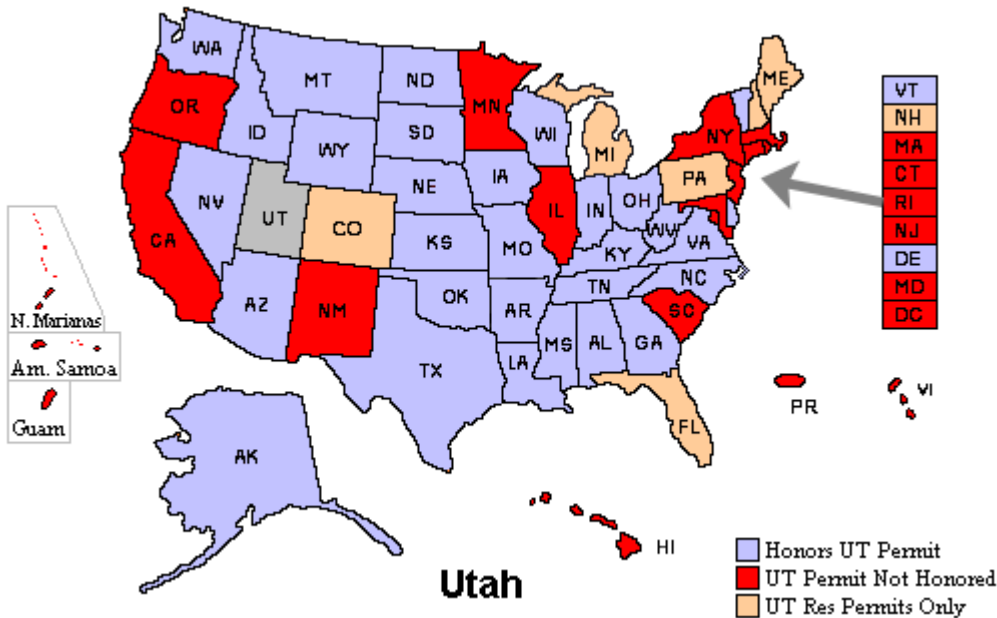 WA
MT
ND
MN
ME
VT
OR
ID
SD
WI
NH
WY
MI
NY
MA
NV
UT
NE
IA
PA
CT
CO
IL
IN
OH
RI
CA
KS
MO
WV
VA
NJ
KY
DE
AZ
NM
OK
TN
NC
MD
AR
SC
DC
N. Marianas
TX
LA
MS
AL
GA
Am. Samoa
PR
VI
Guam
FL
AK
HI
Honors UT Permit
UT Permit Not Honored
UT Res Permits Only
Utah